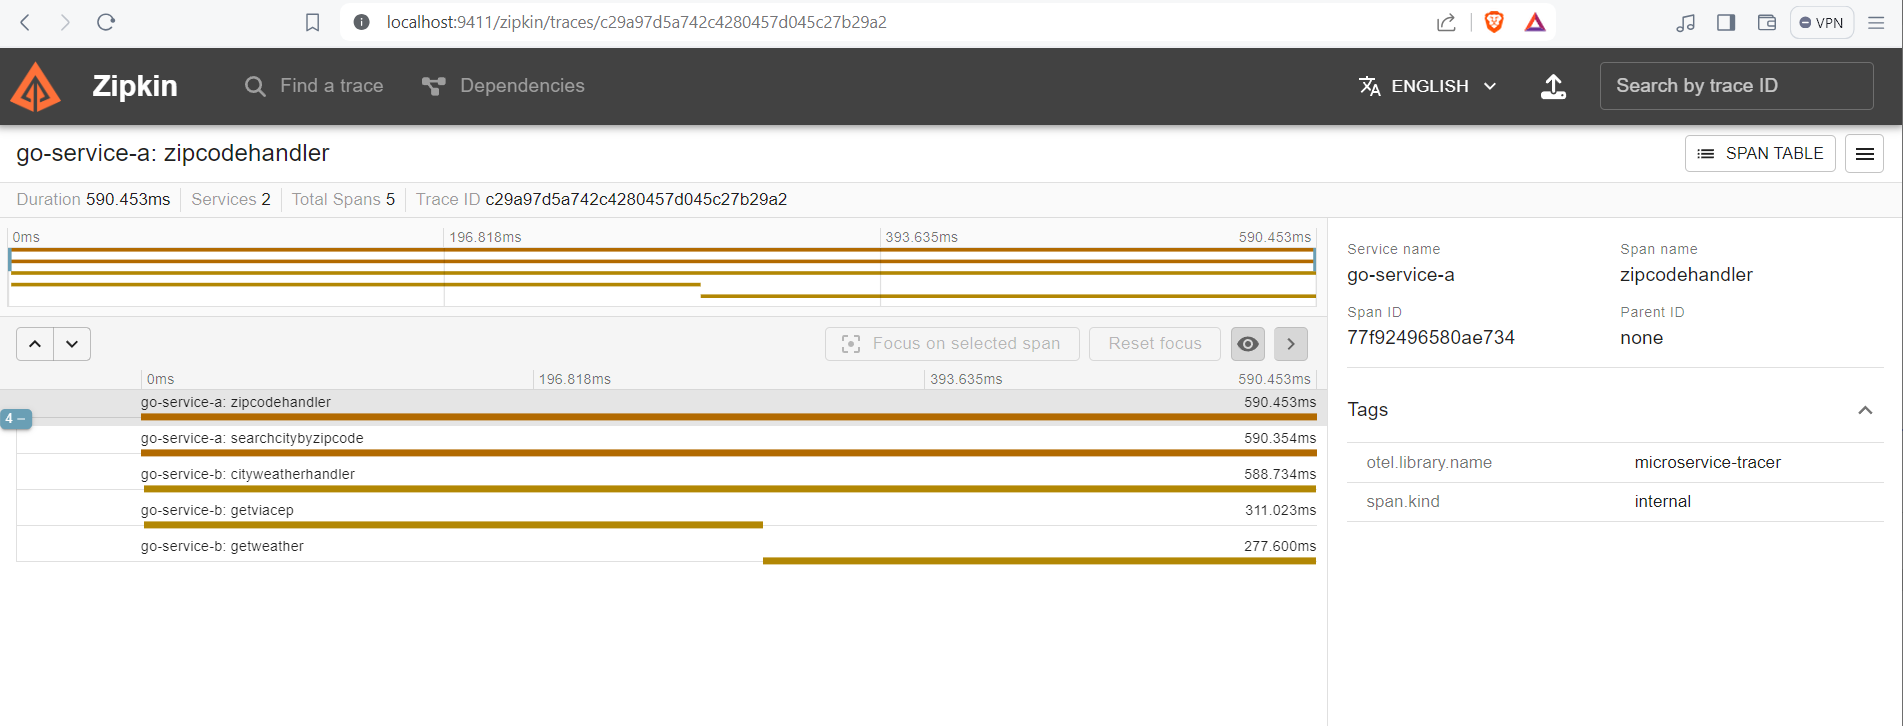 localhost:9411/zipkin/traces/c29a97d5a742c4280457d045c27b29a2
VPN
Zipkin Find a trace Dependencies ENGLISH Search by trace ID
go-service-a: zipcodehandler
SPAN TABLE
Duration 590.453ms Services 2 Total Spans 5 Trace ID c29a97d5a742c4280457d045c27b29a2
0ms 196.818ms 393.635ms 590.453ms
Focus on selected span Reset focus
0ms 196.818ms 393.635ms 590.453ms
go-service-a: zipcodehandler 590.453ms
4 −
go-service-a: searchcitybyzipcode 590.354ms
go-service-b: cityweatherhandler 588.734ms
go-service-b: getviacep 311.023ms
go-service-b: getweather 277.600ms
Service name Span name
go-service-a zipcodehandler
Span ID Parent ID
77f92496580ae734 none
Tags
otel.library.name microservice-tracer
span.kind internal